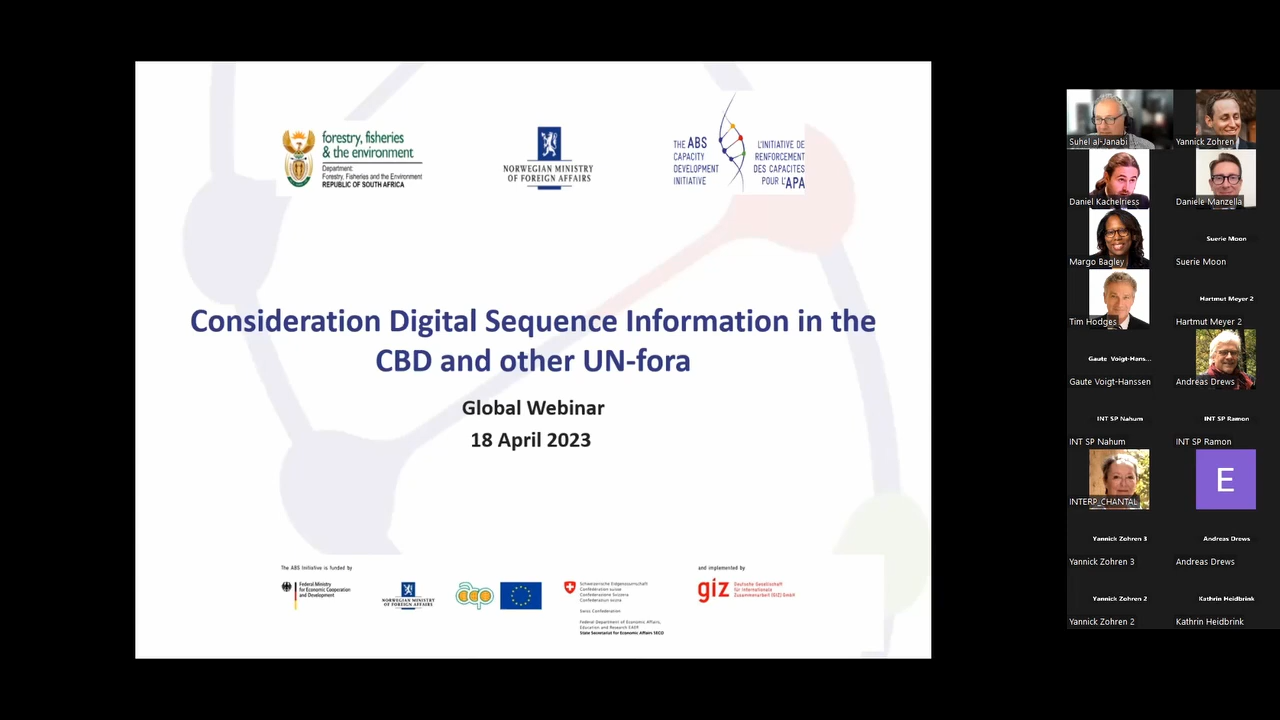 forestry, fisheries
& the environment
Department:
Forestry, Fisheries and the Environment
REPUBLIC OF SOUTH AFRICA
NORWEGIAN MINISTRY
OF FOREIGN AFFAIRS
THE ABS
CAPACITY
DEVELOPMENT
INITIATIVE
L'INITIATIVE DE
RENFORCEMENT
DES CAPACITES
POUR L'APA
Consideration Digital Sequence Information in the
CBD and other UN-fora
Global Webinar
18 April 2023
The ABS Initiative is funded by
Federal Ministry
for Economic Cooperation
and Development
NORWEGIAN MINISTRY
OF FOREIGN AFFAIRS
Schweizerische Eidgenossenschaft
Confédération suisse
Confederazione Svizzera
Confederaziun svizra
Swiss Confederation
Federal Department of Economic Affairs,
Education and Research EAER
State Secretariat for Economic Affairs SECO
and implemented by
giz
Deutsche Gesellschaft
für Internationale
Zusammenarbeit (GIZ) GmbH
Suhel al-Janabi
Yannick Zohren
Daniel Kachelriess
Daniele Manzella
Margo Bagley
Suerie Moon
Suerie Moon
Tim Hodges
Hartmut Meyer 2
Hartmut Meyer 2
Gaute Voigt-Hans...
Gaute Voigt-Hanssen
Andreas Drews
INT SP Nahum
INT SP Nahum
INT SP Ramon
INT SP Ramon
INTERP_CHANTAL
E
Yannick Zohren 3
Yannick Zohren 3
Andreas Drews
Andreas Drews
Yannick Zohren 2
Yannick Zohren 2
Kathrin Heidbrink
Kathrin Heidbrink